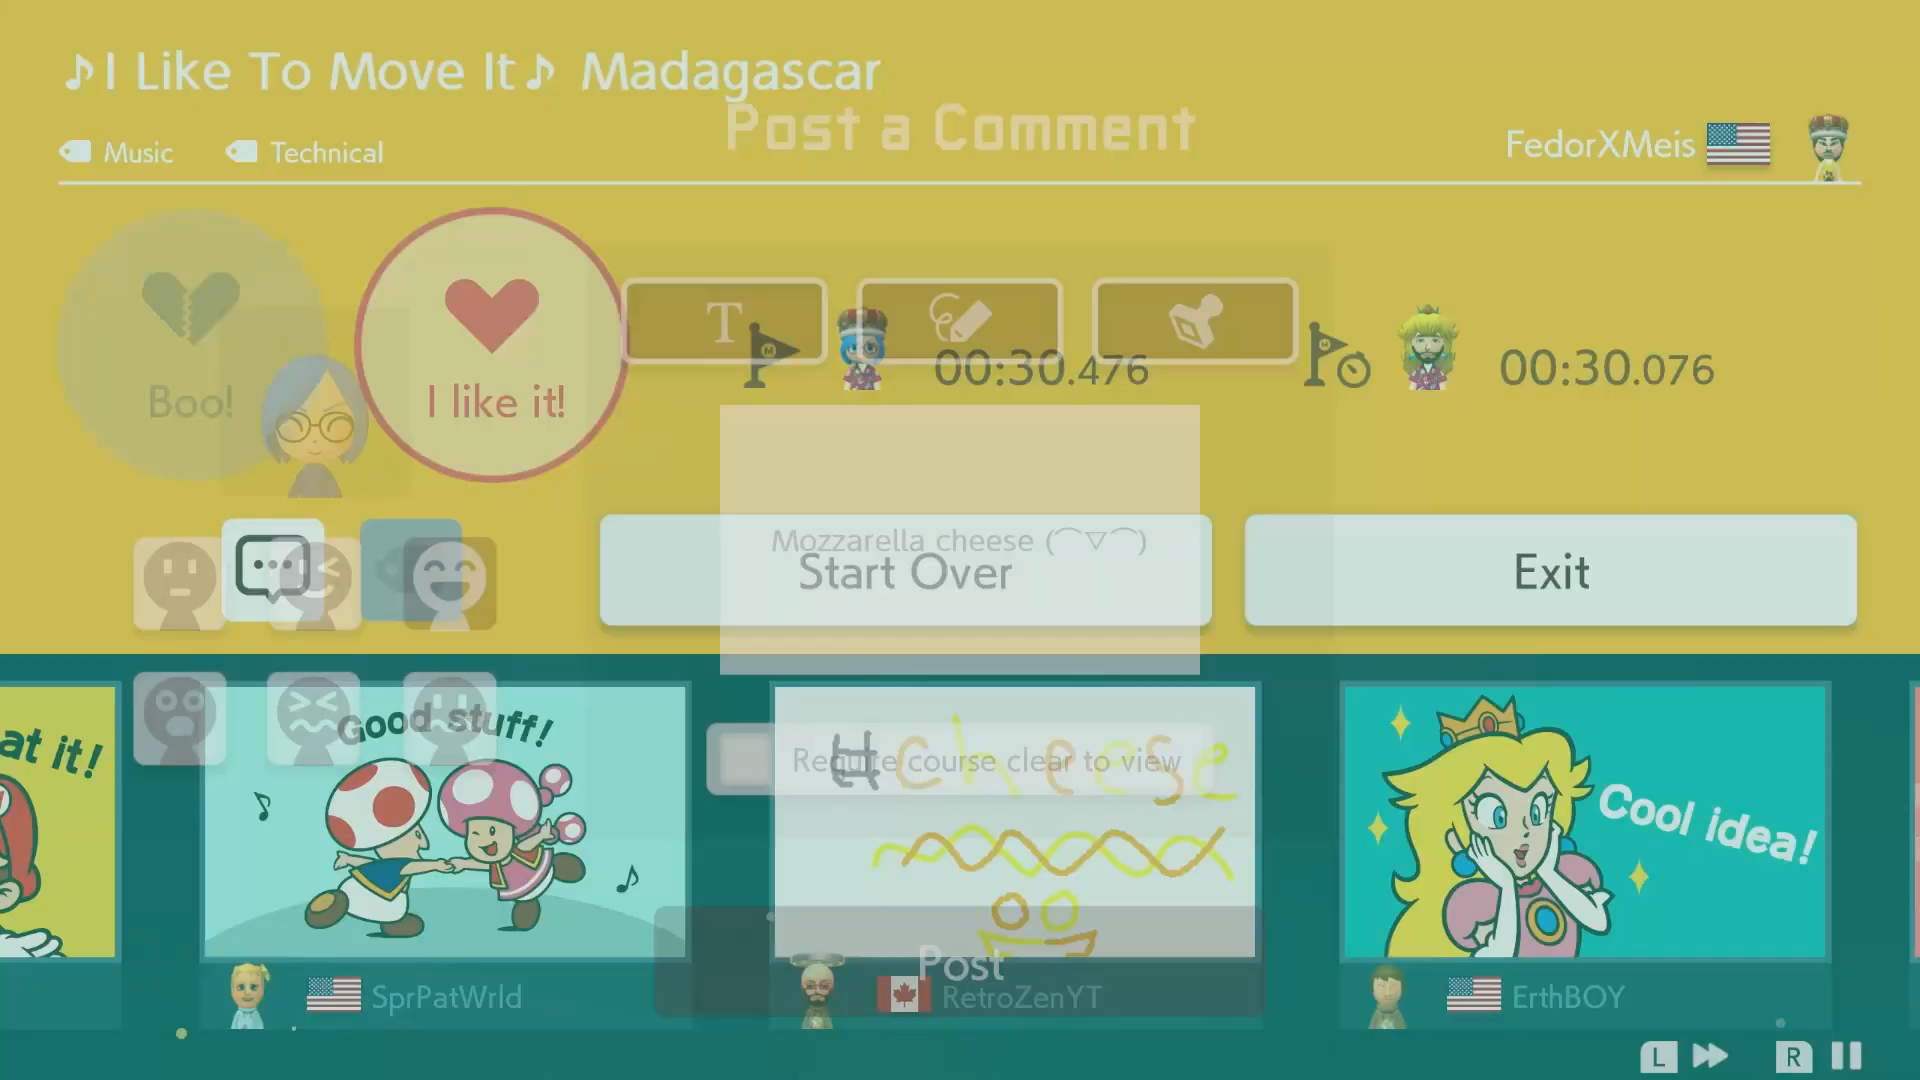 ♪I Like To Move It♪ Madagascar
Post a Comment
Music
Technical
FedorXMeis
Boo!
I like it!
T
M
00:30.476
M
00:30.076
Mozzarella cheese (⌒▽⌒)
Start Over
Exit
at it!
Good stuff!
Require course clear to view
#cheese
Cool idea!
Post
SprPatWrld
RetroZenYT
ErthBOY
L
R